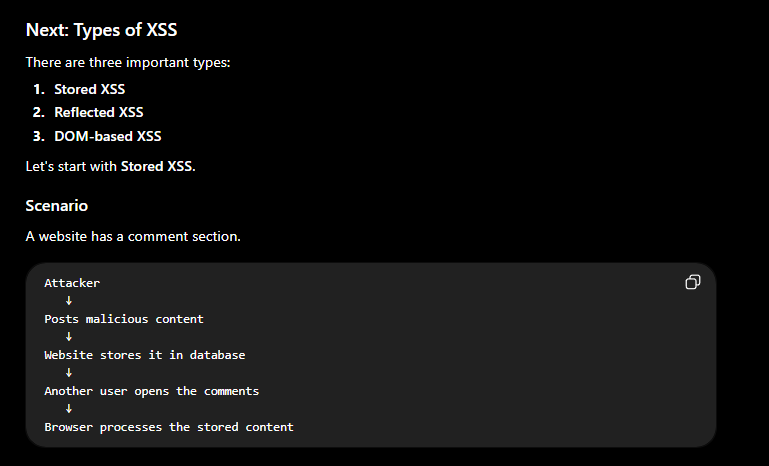 Next: Types of XSS
There are three important types:
1. Stored XSS
2. Reflected XSS
3. DOM-based XSS
Let's start with Stored XSS.
Scenario
A website has a comment section.
Attacker
↓
Posts malicious content
↓
Website stores it in database
↓
Another user opens the comments
↓
Browser processes the stored content